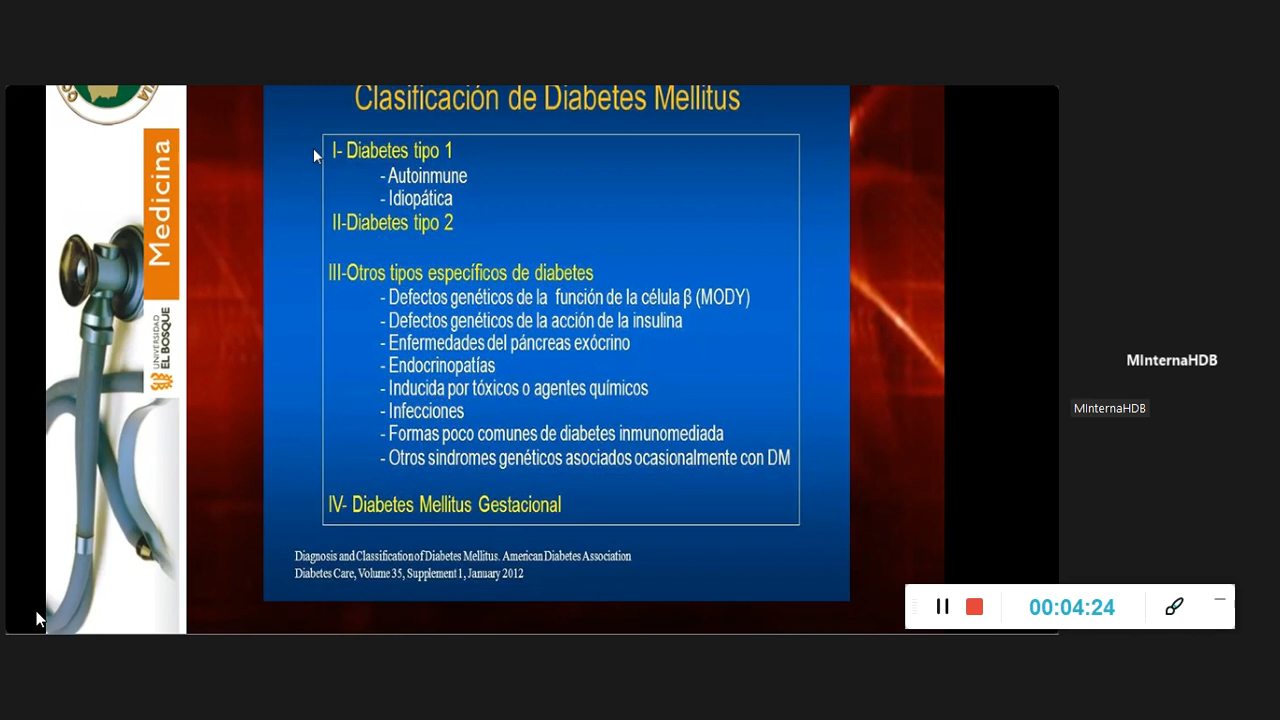 Clasificación de Diabetes Mellitus
I- Diabetes tipo 1
- Autoinmune
- Idiopática
II-Diabetes tipo 2
III-Otros tipos específicos de diabetes
- Defectos genéticos de la función de la célula β (MODY)
- Defectos genéticos de la acción de la insulina
- Enfermedades del páncreas exócrino
- Endocrinopatías
- Inducida por tóxicos o agentes químicos
- Infecciones
- Formas poco comunes de diabetes inmunomediada
- Otros sindromes genéticos asociados ocasionalmente con DM
IV- Diabetes Mellitus Gestacional
Diagnosis and Classification of Diabetes Mellitus. American Diabetes Association
Diabetes Care, Volume 35, Supplement 1, January 2012
Medicina
UNIVERSIDAD
EL BOSQUE
MInternaHDB
MInternaHDB
00:04:24